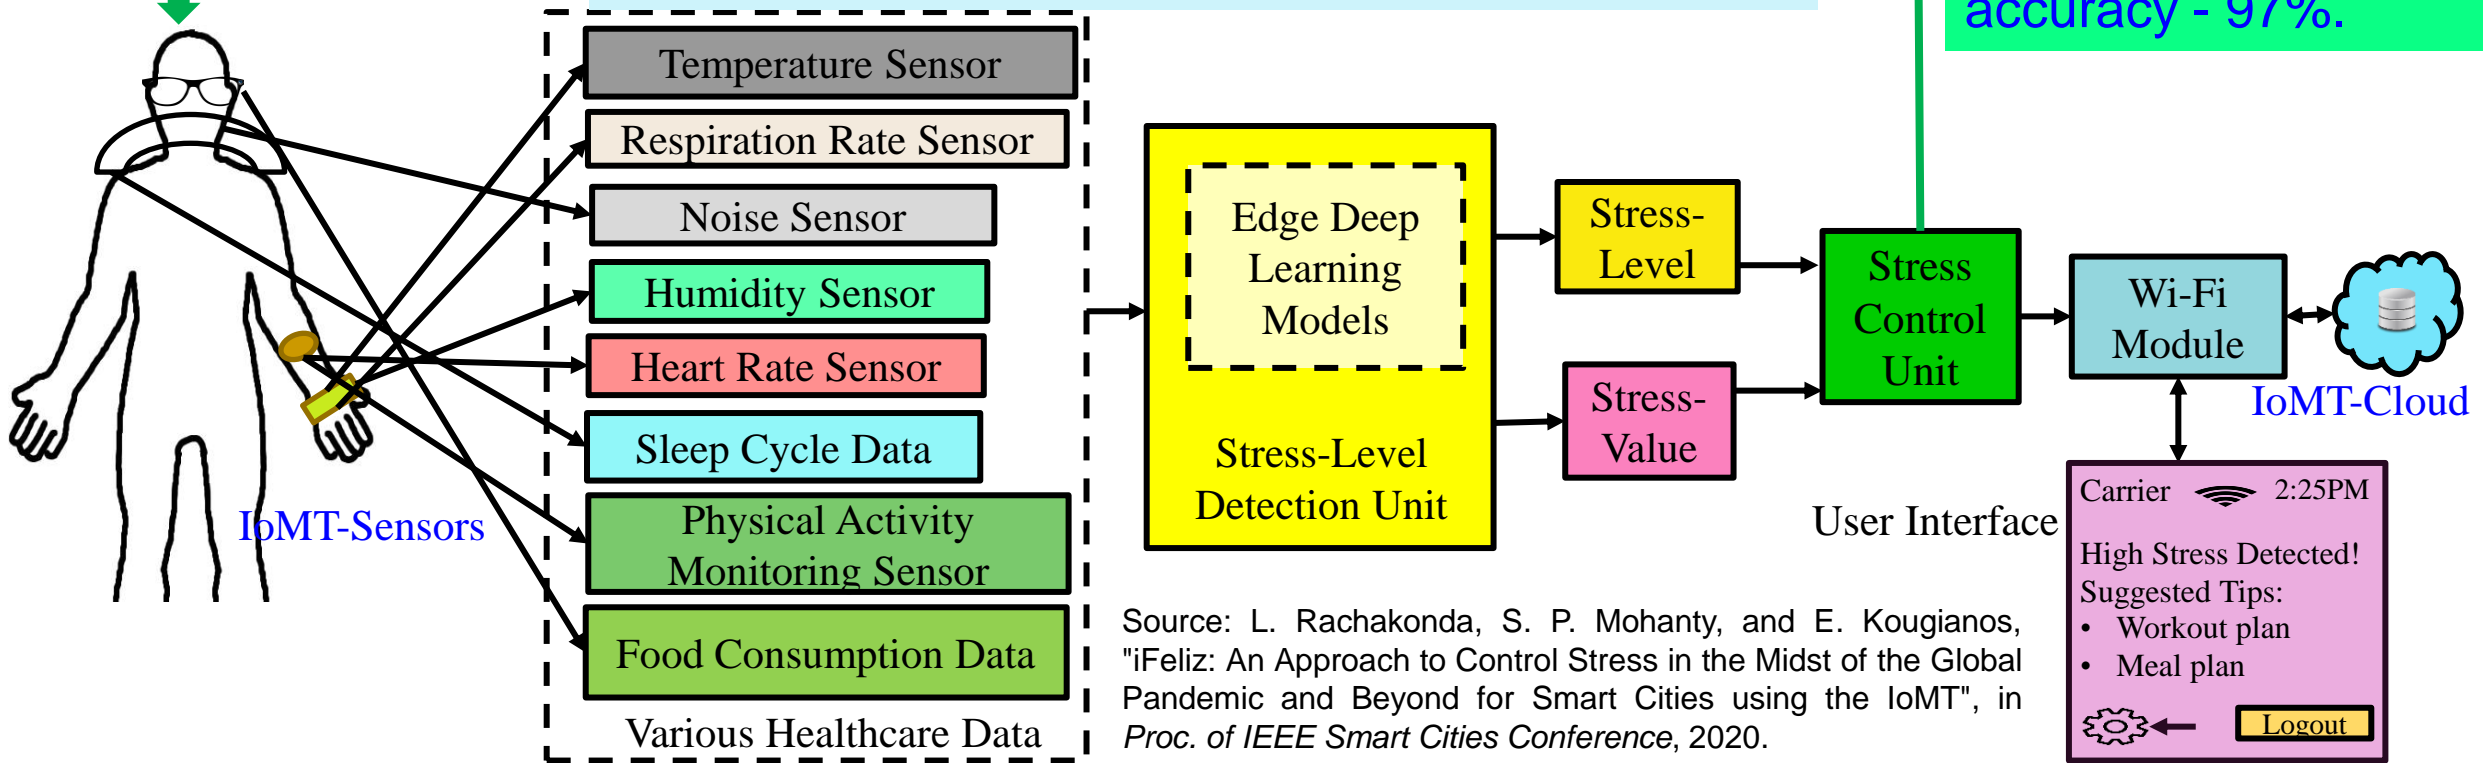 accuracy - 97%.
Temperature Sensor
Respiration Rate Sensor
Noise Sensor
Humidity Sensor
Heart Rate Sensor
Sleep Cycle Data
Physical Activity
Monitoring Sensor
Food Consumption Data
Various Healthcare Data
IoMT-Sensors
Edge Deep
Learning
Models
Stress-Level
Detection Unit
Stress-
Level
Stress-
Value
Stress
Control
Unit
Wi-Fi
Module
IoMT-Cloud
User Interface
Carrier 2:25PM
High Stress Detected!
Suggested Tips:
• Workout plan
• Meal plan
Logout
Source: L. Rachakonda, S. P. Mohanty, and E. Kougianos,
"iFeliz: An Approach to Control Stress in the Midst of the Global
Pandemic and Beyond for Smart Cities using the IoMT", in
Proc. of IEEE Smart Cities Conference, 2020.